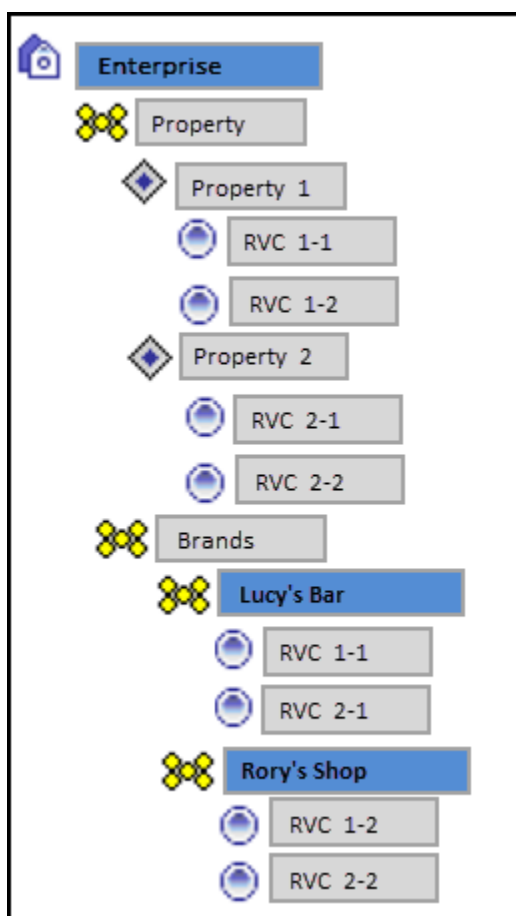 Enterprise
Property
Property 1
RVC 1-1
RVC 1-2
Property 2
RVC 2-1
RVC 2-2
Brands
Lucy's Bar
RVC 1-1
RVC 2-1
Rory's Shop
RVC 1-2
RVC 2-2